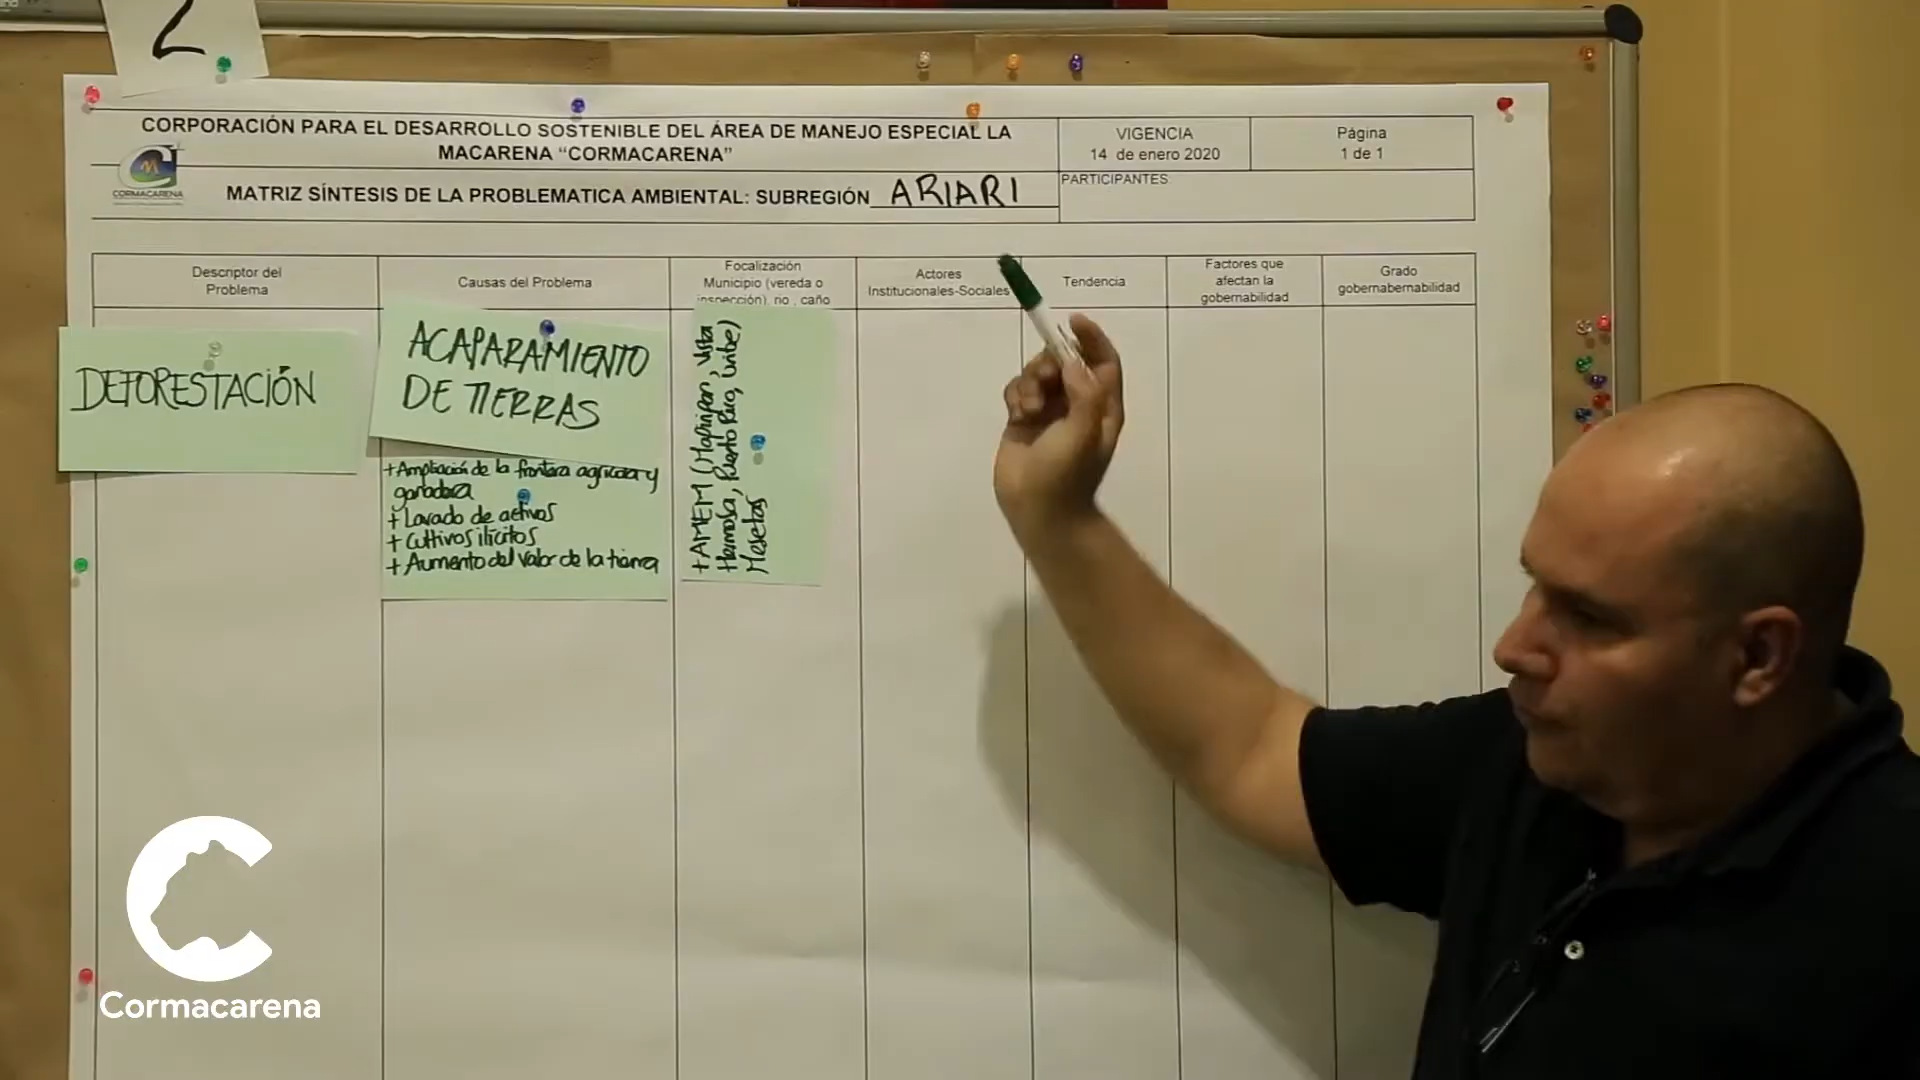 2
CORPORACIÓN PARA EL DESARROLLO SOSTENIBLE DEL ÁREA DE MANEJO ESPECIAL LA
MACARENA “CORMACARENA”
CORMACARENA
MATRIZ SÍNTESIS DE LA PROBLEMATICA AMBIENTAL: SUBREGIÓN ARIARI
VIGENCIA
14 de enero 2020
Página
1 de 1
PARTICIPANTES:
Descriptor del
Problema
Causas del Problema
Focalización
Municipio (vereda o
inspección), rio , caño
Actores
Institucionales-Sociales
Tendencia
Factores que
afectan la
gobernabilidad
Grado
gobernabernabilidad
DEFORESTACIÓN
ACAPARAMIENTO
DE TIERRAS
+ Ampliación de la frontera agricola y
ganadera
+ Lavado de activos
+ Cultivos ilicitos
+ Aumento del valor de la tierra
+ AMEM (Mapiripan, Vista
Hermosa, Puerto Rico, Uribe)
Mesetas
Cormacarena